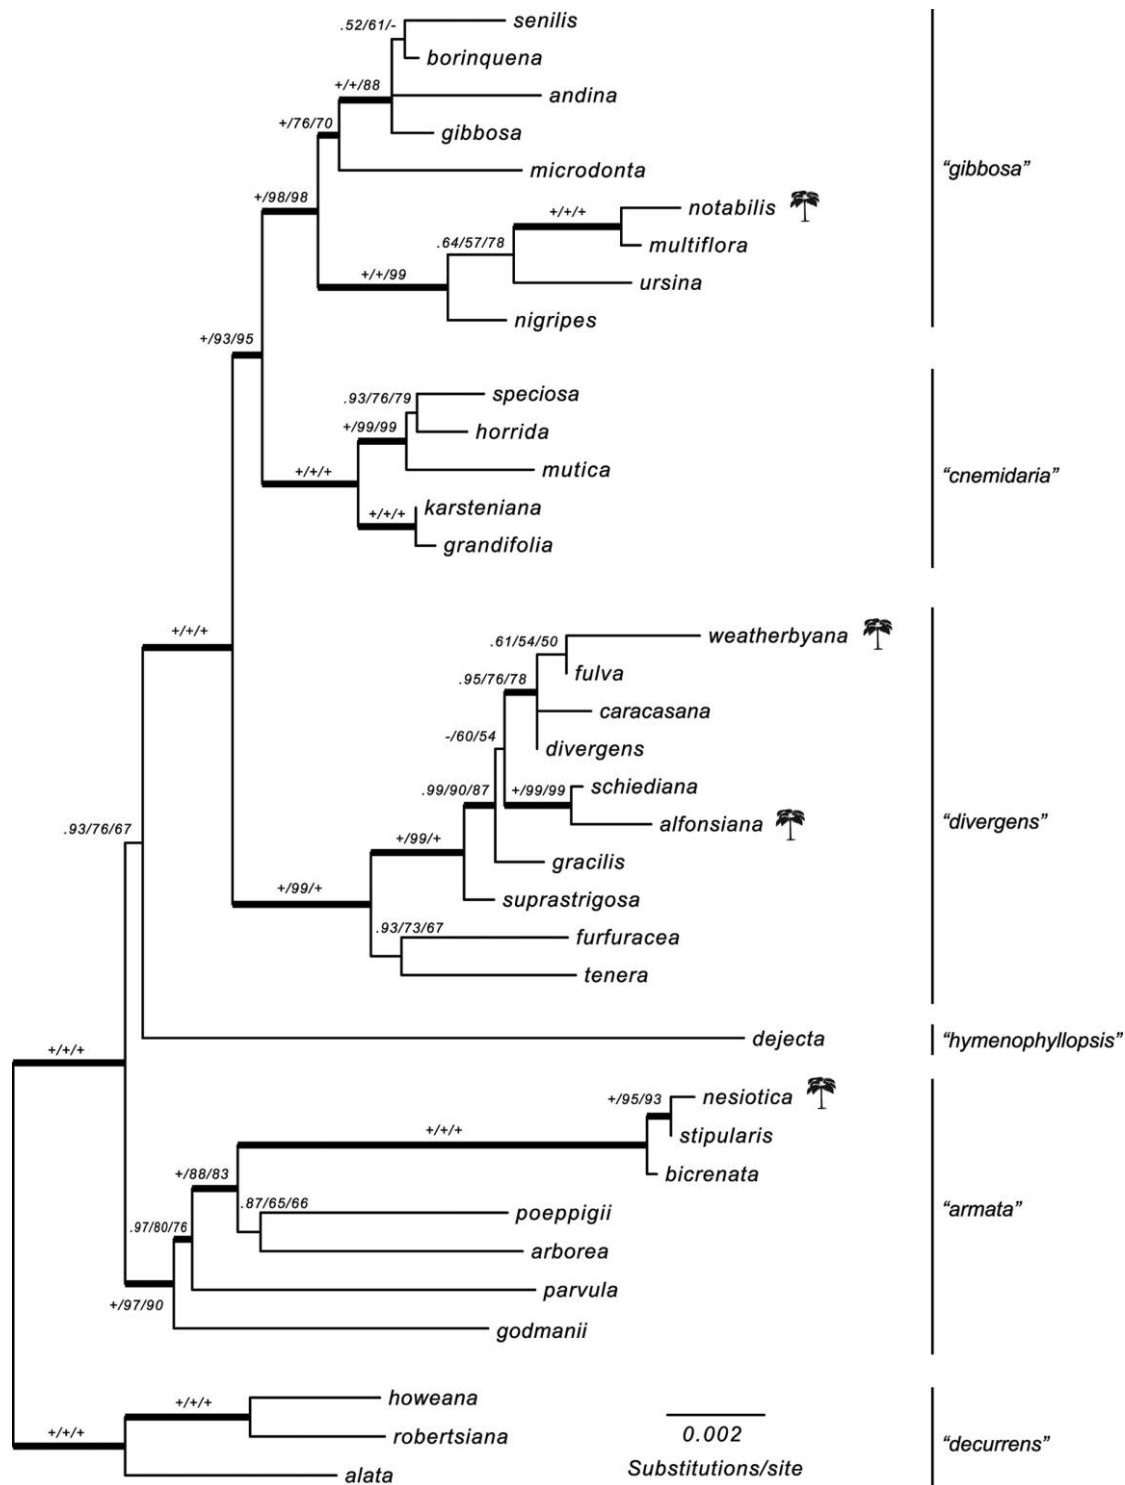 .52/61/-
senilis
borinquena
+/+/88
andina
+/76/70
gibbosa
microdonta
“gibbosa”
+/98/98
+/+/+
notabilis
.64/57/78
multiflora
+/+/99
ursina
nigripes
+/93/95
.93/76/79
speciosa
+/99/99
horrida
+/+/+
mutica
“cnemidaria”
+/+/+
karsteniana
grandifolia
+/+/+
.61/54/50
weatherbyana
.95/76/78
fulva
caracasana
-/60/54
divergens
.99/90/87
+/99/99
schiediana
.93/76/67
+/99/+
alfonsiana
“divergens”
gracilis
+/99/+
suprastrigosa
.93/73/67
furfuracea
tenera
+/+/+
dejecta
“hymenophyllopsis”
+/95/93
nesiotica
+/+/+
stipularis
+/88/83
bicrenata
.87/65/66
poeppigii
“armata”
.97/80/76
arborea
parvula
+/97/90
godmanii
+/+/+
howeana
+/+/+
robertsiana
0.002
“decurrens”
alata
Substitutions/site